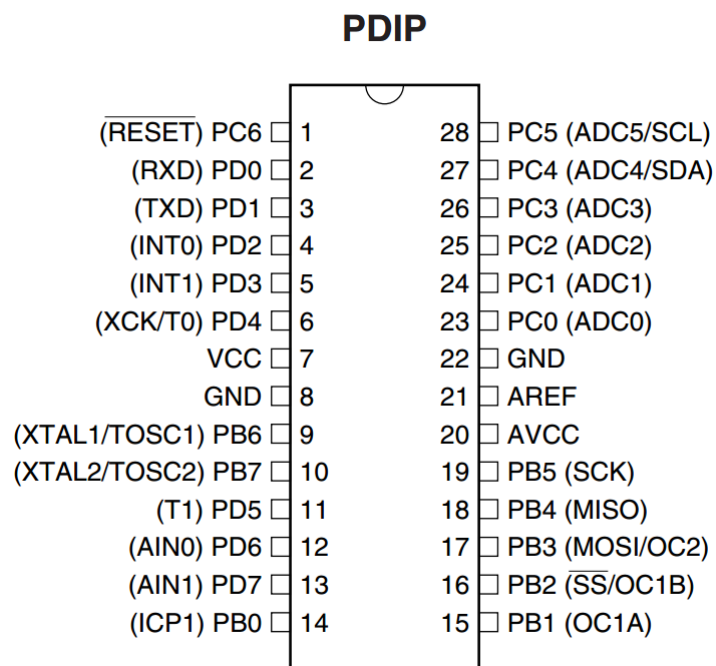 PDIP
(RESET) PC6 1 28 PC5 (ADC5/SCL)
(RXD) PD0 2 27 PC4 (ADC4/SDA)
(TXD) PD1 3 26 PC3 (ADC3)
(INT0) PD2 4 25 PC2 (ADC2)
(INT1) PD3 5 24 PC1 (ADC1)
(XCK/T0) PD4 6 23 PC0 (ADC0)
VCC 7 22 GND
GND 8 21 AREF
(XTAL1/TOSC1) PB6 9 20 AVCC
(XTAL2/TOSC2) PB7 10 19 PB5 (SCK)
(T1) PD5 11 18 PB4 (MISO)
(AIN0) PD6 12 17 PB3 (MOSI/OC2)
(AIN1) PD7 13 16 PB2 (SS/OC1B)
(ICP1) PB0 14 15 PB1 (OC1A)